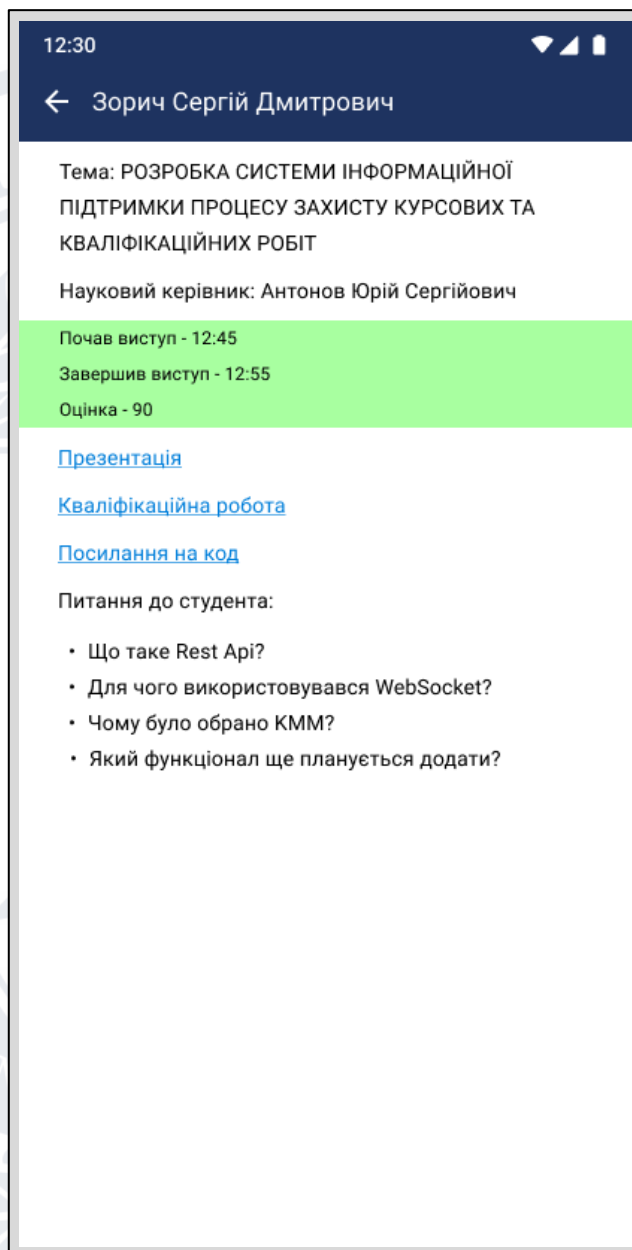 12:30
Зорич Сергій Дмитрович
Тема: РОЗРОБКА СИСТЕМИ ІНФОРМАЦІЙНОЇ
ПІДТРИМКИ ПРОЦЕСУ ЗАХИСТУ КУРСОВИХ ТА
КВАЛІФІКАЦІЙНИХ РОБІТ
Науковий керівник: Антонов Юрій Сергійович
Почав виступ - 12:45
Завершив виступ - 12:55
Оцінка - 90
Презентація
Кваліфікаційна робота
Посилання на код
Питання до студента:
• Що таке Rest Api?
• Для чого використовувався WebSocket?
• Чому було обрано KMM?
• Який функціонал ще планується додати?